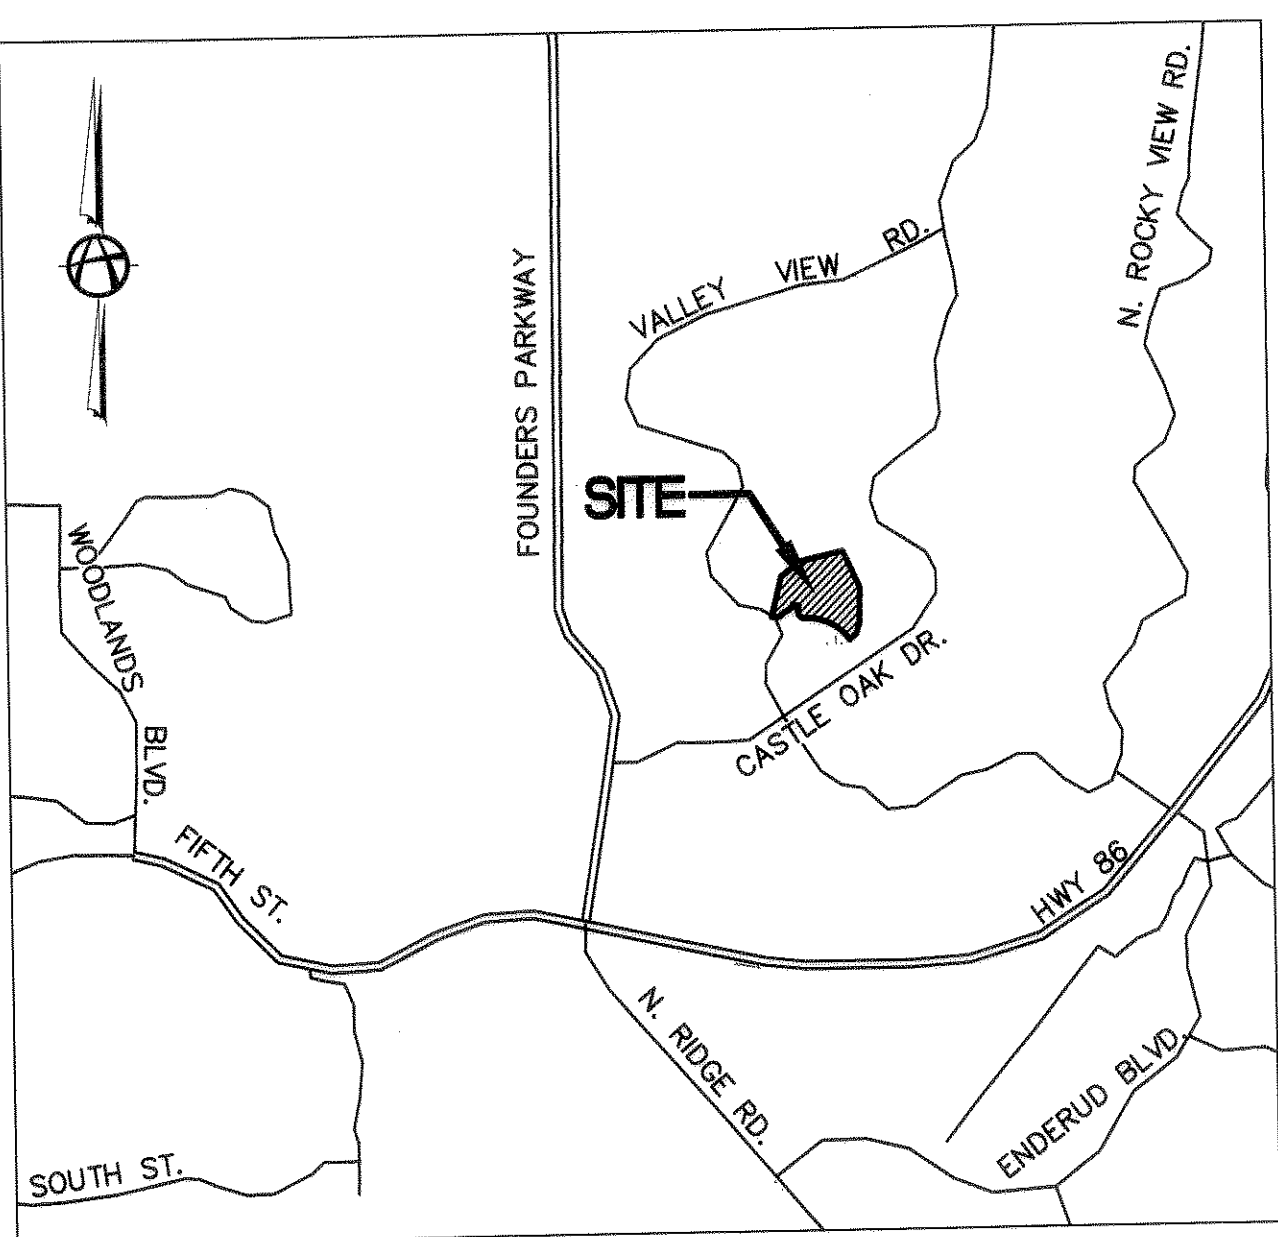 N. ROCKY VIEW RD.
VALLEY VIEW RD.
FOUNDERS PARKWAY
SITE
WOODLANDS BLVD.
CASTLE OAK DR.
FIFTH ST.
HWY 86
N. RIDGE RD.
ENDERUD BLVD.
SOUTH ST.